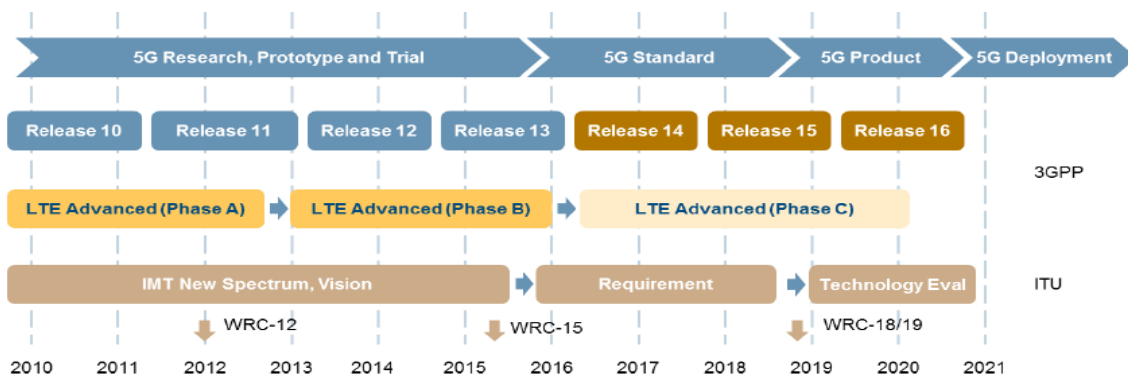 5G Research, Prototype and Trial 5G Standard 5G Product 5G Deployment
Release 10 Release 11 Release 12 Release 13 Release 14 Release 15 Release 16
3GPP
LTE Advanced (Phase A) LTE Advanced (Phase B) LTE Advanced (Phase C)
IMT New Spectrum, Vision Requirement Technology Eval ITU
WRC-12 WRC-15 WRC-18/19
2010 2011 2012 2013 2014 2015 2016 2017 2018 2019 2020 2021